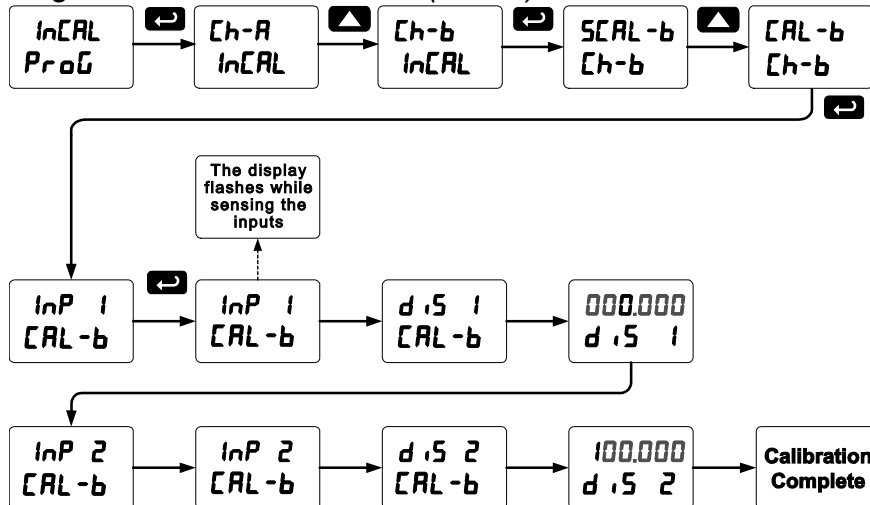 InCAL
ProG
Ch-A
InCAL
Ch-b
InCAL
SCAL-b
Ch-b
CAL-b
Ch-b
The display
flashes while
sensing the
inputs
InP 1
CAL-b
InP 1
CAL-b
diS 1
CAL-b
000.000
diS 1
InP 2
CAL-b
InP 2
CAL-b
diS 2
CAL-b
100.000
diS 2
Calibration
Complete